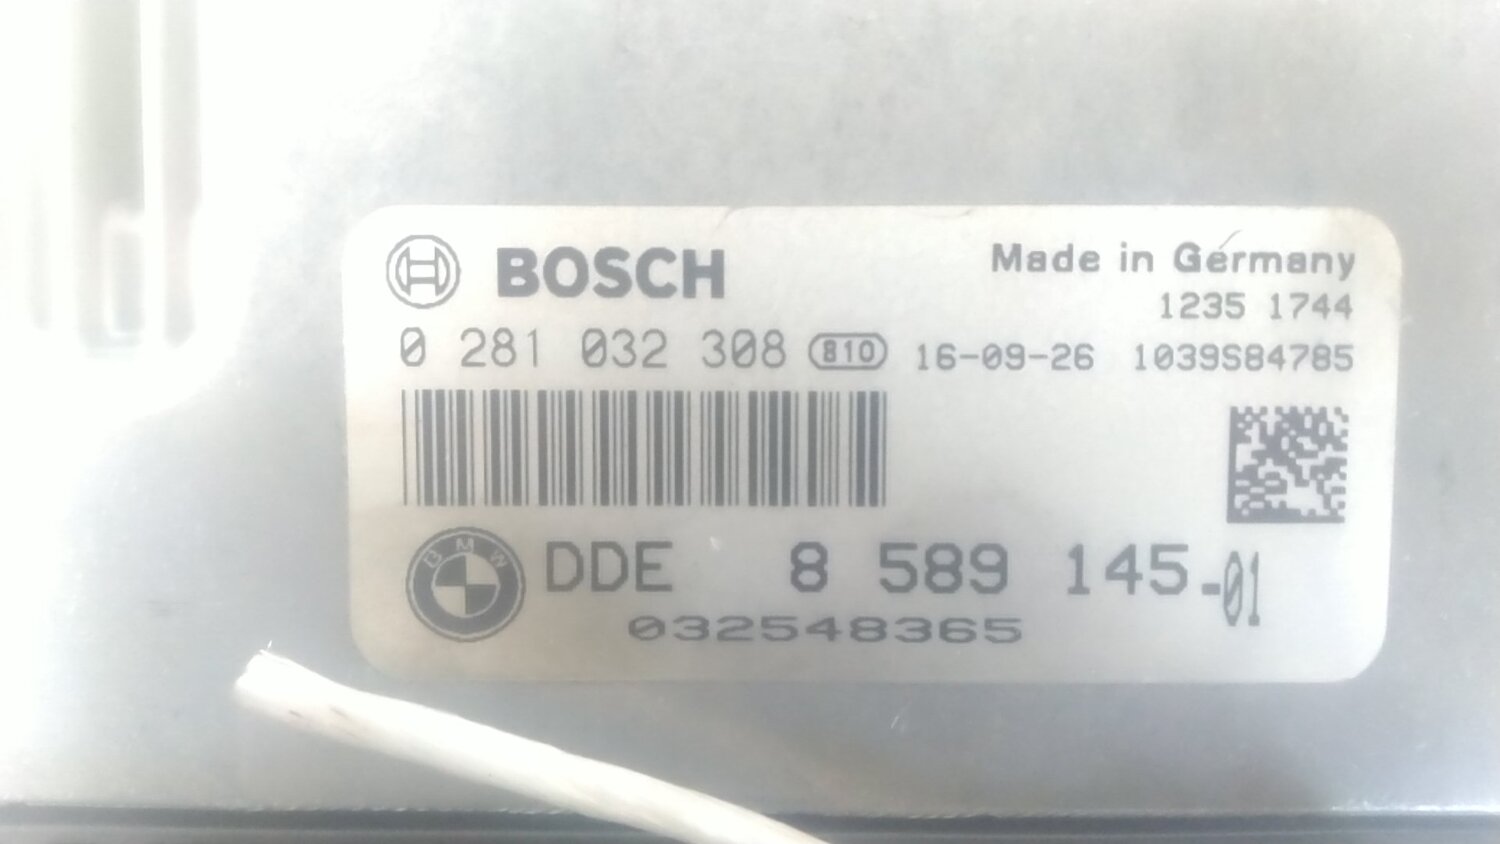 BOSCH
Made in Germany
1235 1744
0 281 032 308 810 16-09-26 1039S84785
BMW DDE 8 589 145-01
032548365